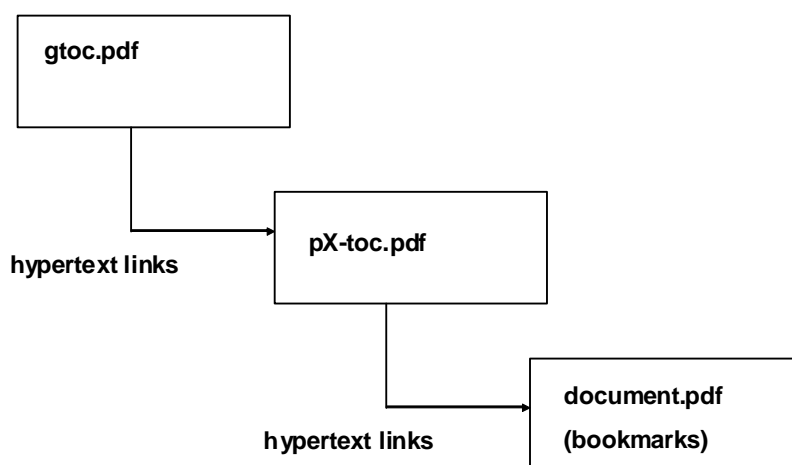 gtoc.pdf
hypertext links
pX-toc.pdf
hypertext links
document.pdf
(bookmarks)